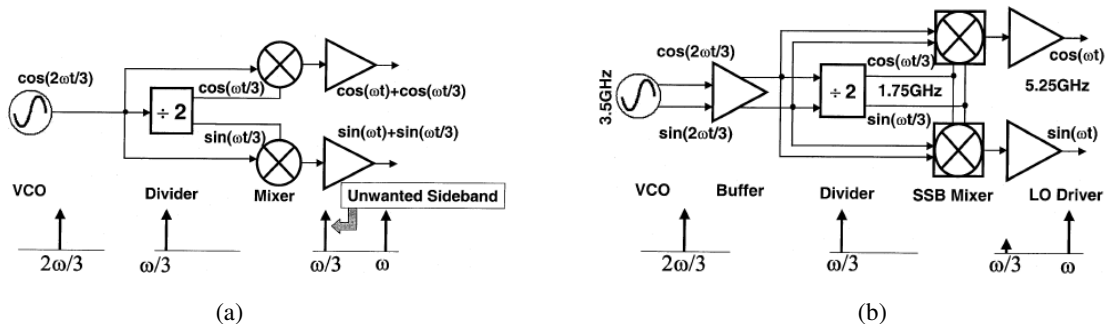 cos(2ωt/3)
÷ 2
cos(ωt/3)
sin(ωt/3)
cos(ωt)+cos(ωt/3)
sin(ωt)+sin(ωt/3)
VCO
Divider
Mixer
Unwanted Sideband
2ω/3
ω/3
ω/3
ω
(a)
3.5GHz
cos(2ωt/3)
sin(2ωt/3)
÷ 2
cos(ωt/3)
1.75GHz
sin(ωt/3)
cos(ωt)
5.25GHz
sin(ωt)
VCO
Buffer
Divider
SSB Mixer
LO Driver
2ω/3
ω/3
ω/3
ω
(b)